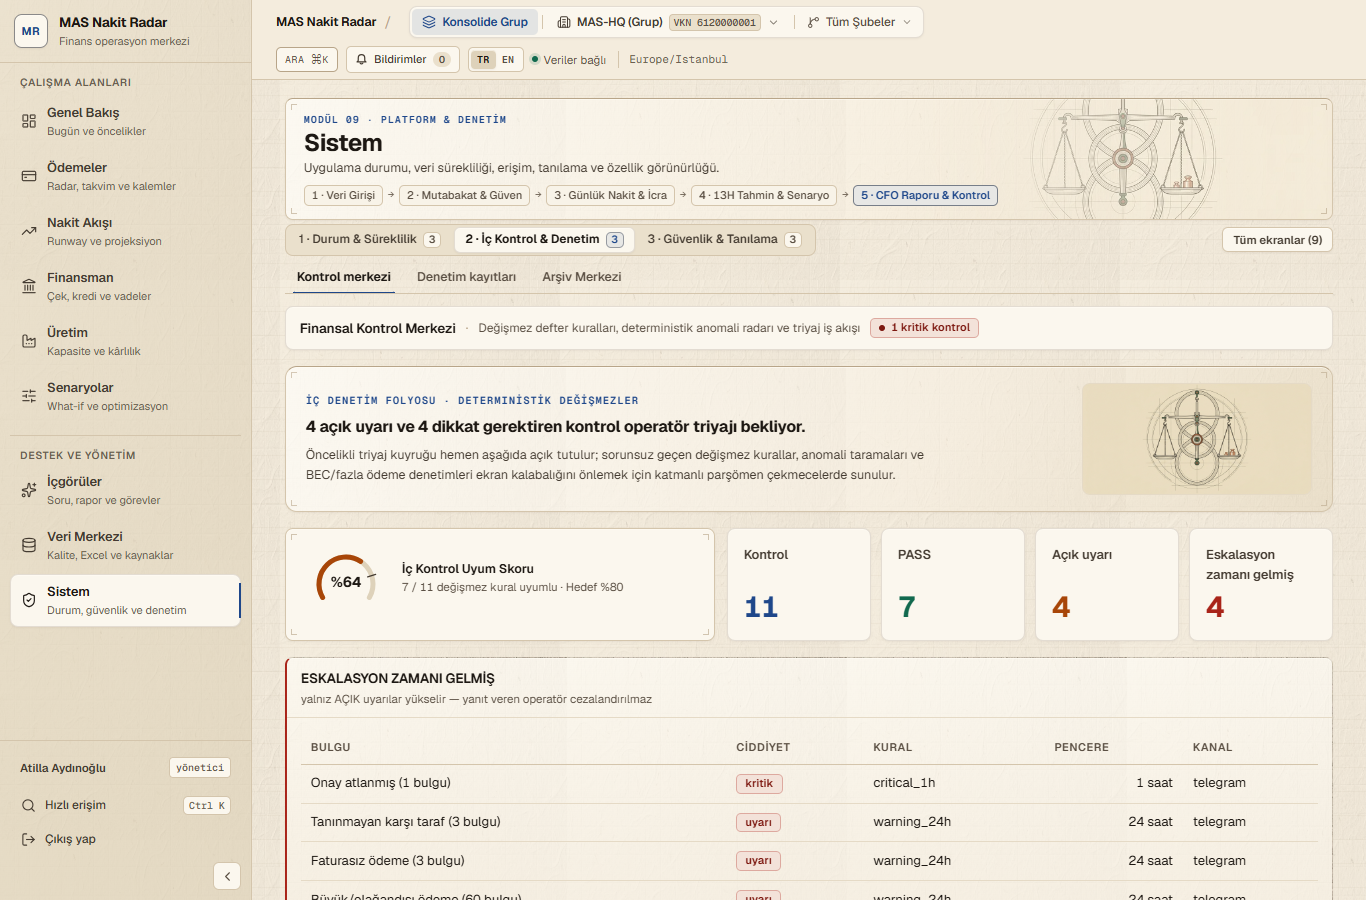 MR
MAS Nakit Radar
Finans operasyon merkezi
ÇALIŞMA ALANLARI
Genel Bakış
Bugün ve öncelikler
Ödemeler
Radar, takvim ve kalemler
Nakit Akışı
Runway ve projeksiyon
Finansman
Çek, kredi ve vadeler
Üretim
Kapasite ve kârlılık
Senaryolar
What-if ve optimizasyon
DESTEK VE YÖNETİM
İçgörüler
Soru, rapor ve görevler
Veri Merkezi
Kalite, Excel ve kaynaklar
Sistem
Durum, güvenlik ve denetim
Atilla Aydınoğlu yönetici
Hızlı erişim Ctrl K
Çıkış yap
MAS Nakit Radar / Konsolide Grup MAS-HQ (Grup) VKN 6120000001 Tüm Şubeler
ARA ⌘K Bildirimler 0 TR EN Veriler bağlı Europe/Istanbul
MODÜL 09 · PLATFORM & DENETİM
Sistem
Uygulama durumu, veri sürekliliği, erişim, tanılama ve özellik görünürlüğü.
1 · Veri Girişi → 2 · Mutabakat & Güven → 3 · Günlük Nakit & İcra → 4 · 13H Tahmin & Senaryo → 5 · CFO Raporu & Kontrol
1 · Durum & Süreklilik 3 2 · İç Kontrol & Denetim 3 3 · Güvenlik & Tanılama 3 Tüm ekranlar (9)
Kontrol merkezi Denetim kayıtları Arşiv Merkezi
Finansal Kontrol Merkezi · Değişmez defter kuralları, deterministik anomali radarı ve triyaj iş akışı 1 kritik kontrol
İÇ DENETİM FOLYOSU · DETERMİNİSTİK DEĞİŞMEZLER
4 açık uyarı ve 4 dikkat gerektiren kontrol operatör triyajı bekliyor.
Öncelikli triyaj kuyruğu hemen aşağıda açık tutulur; sorunsuz geçen değişmez kurallar, anomali taramaları ve
BEC/fazla ödeme denetimleri ekran kalabalığını önlemek için katmanlı parşömen çekmecelerde sunulur.
%64
İç Kontrol Uyum Skoru
7 / 11 değişmez kural uyumlu · Hedef %80
Kontrol
11
PASS
7
Açık uyarı
4
Eskalasyon
zamanı gelmiş
4
ESKALASYON ZAMANI GELMİŞ
yalnız AÇIK uyarılar yükselir — yanıt veren operatör cezalandırılmaz
BULGU CİDDİYET KURAL PENCERE KANAL
Onay atlanmış (1 bulgu) kritik critical_1h 1 saat telegram
Tanınmayan karşı taraf (3 bulgu) uyarı warning_24h 24 saat telegram
Faturasız ödeme (3 bulgu) uyarı warning_24h 24 saat telegram
Büyük/olağandışı ödeme (60 bulgu) uyarı warning_24h 24 saat telegram